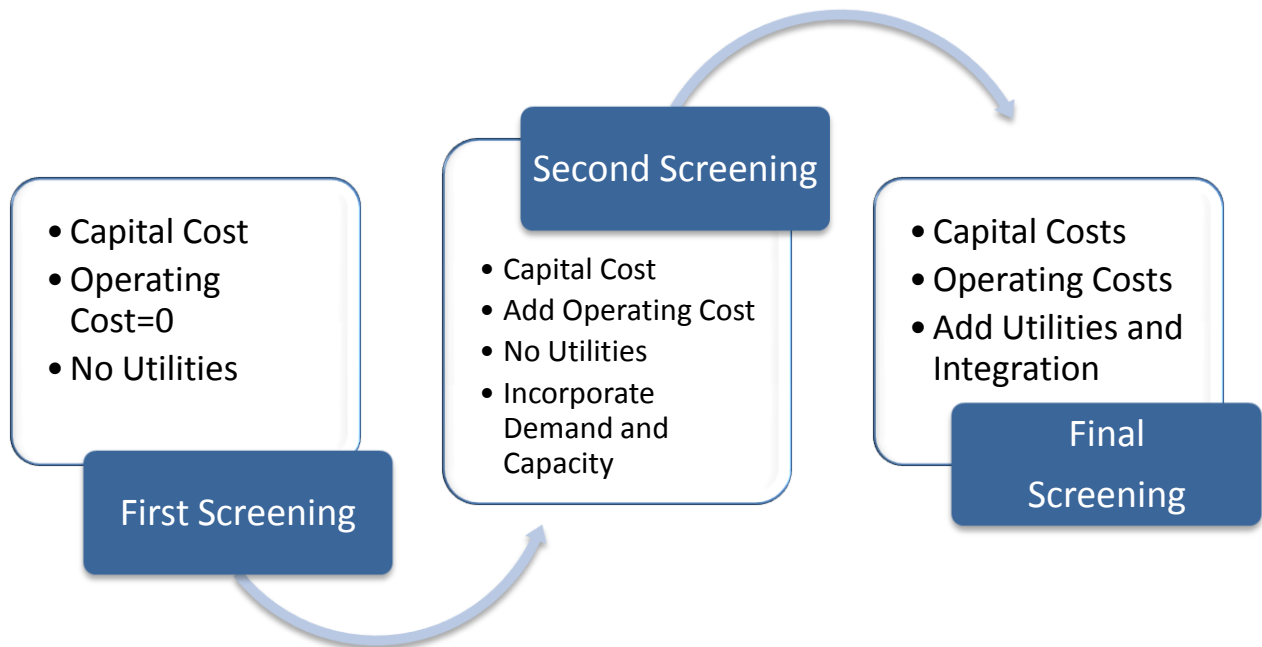 • Capital Cost
• Operating
Cost=0
• No Utilities
First Screening
Second Screening
• Capital Cost
• Add Operating Cost
• No Utilities
• Incorporate
Demand and
Capacity
• Capital Costs
• Operating Costs
• Add Utilities and
Integration
Final
Screening